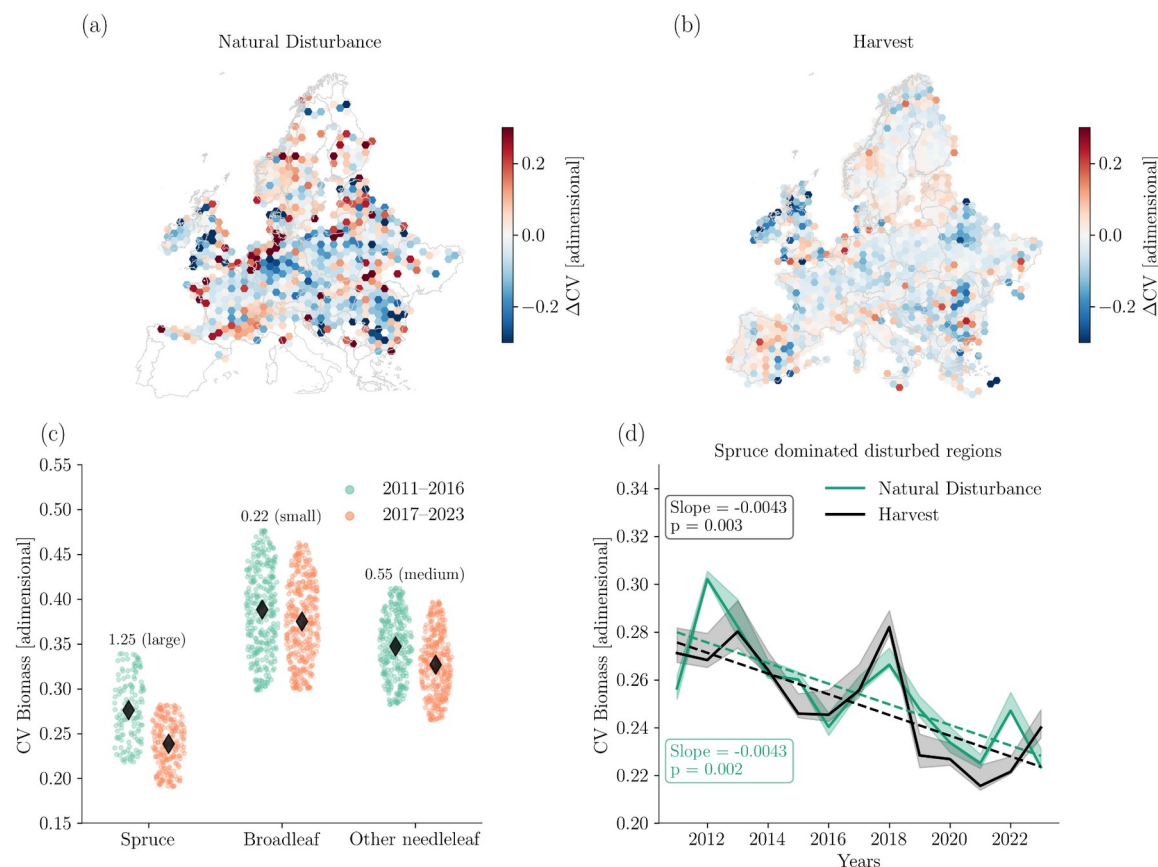 (a)
Natural Disturbance
0.2
0.0
−0.2
ΔCV [adimensional]
(b)
Harvest
0.2
0.0
−0.2
ΔCV [adimensional]
(c)
0.55
0.50
0.45
0.40
0.35
0.30
0.25
0.20
0.15
CV Biomass [adimensional]
2011–2016
2017–2023
1.25 (large)
0.22 (small)
0.55 (medium)
Spruce
Broadleaf
Other needleleaf
(d)
Spruce dominated disturbed regions
0.34
0.32
0.30
0.28
0.26
0.24
0.22
0.20
CV Biomass [adimensional]
Slope = -0.0043
p = 0.003
Natural Disturbance
Harvest
Slope = -0.0043
p = 0.002
2012
2014
2016
2018
2020
2022
Years